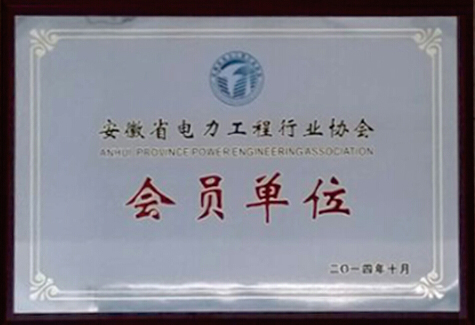 安徽省电力工程行业协会
ANHUI PROVINCE POWER ENGINEERING ASSOCIATION
会员单位
二〇一四年十月